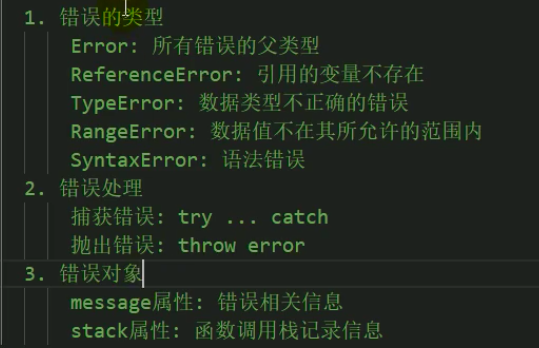 1. 错误的类型
Error: 所有错误的父类型
ReferenceError: 引用的变量不存在
TypeError: 数据类型不正确的错误
RangeError: 数据值不在其所允许的范围内
SyntaxError: 语法错误
2. 错误处理
捕获错误: try ... catch
抛出错误: throw error
3. 错误对象
message属性: 错误相关信息
stack属性: 函数调用栈记录信息